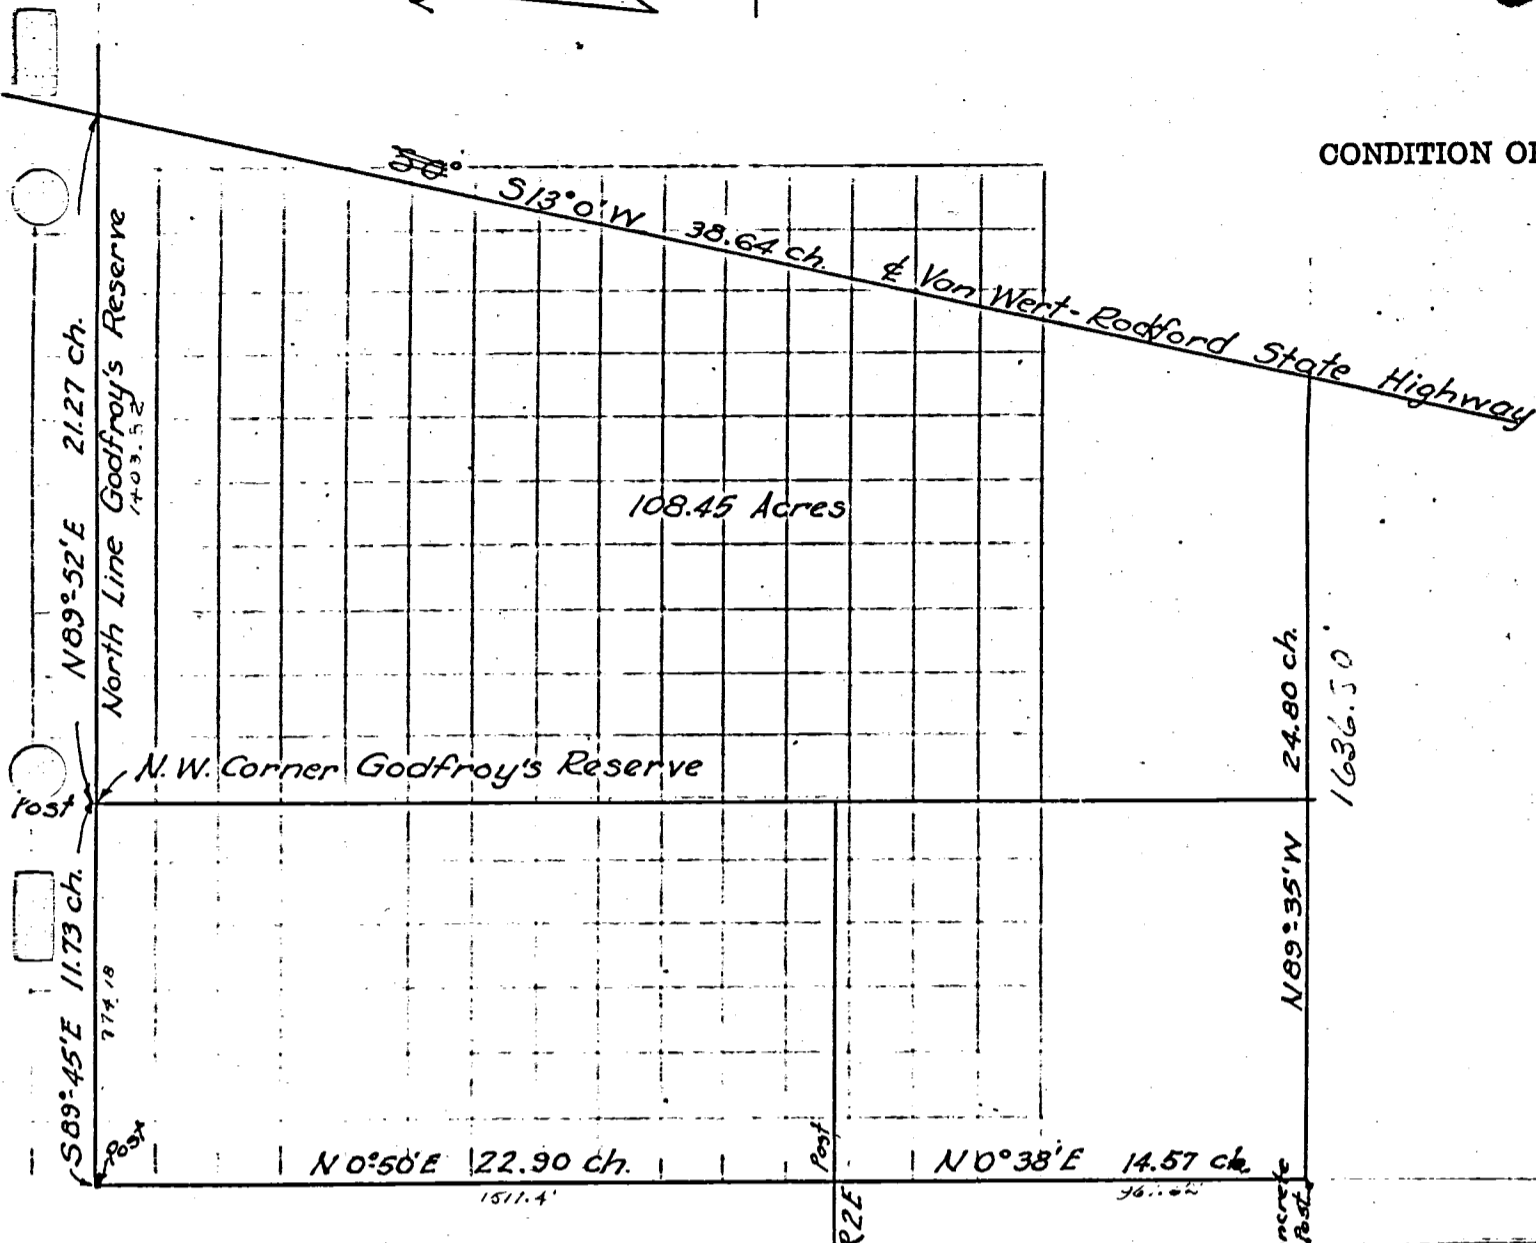 CONDITION OF
S13°0'W 38.64 ch. ℄ Van Wert-Rockford State Highway
N89°-52'E 21.27 ch.
North Line Godfroy's Reserve
1403.52
108.45 Acres
N.W. Corner Godfroy's Reserve
Post
24.80 ch.
1636.50'
N89°-35'W
S89°-45'E 11.73 ch.
774.18
Post
N0°50'E 22.90 ch.
1511.4'
Post
R2E
N0°38'E 14.57 ch.
Post